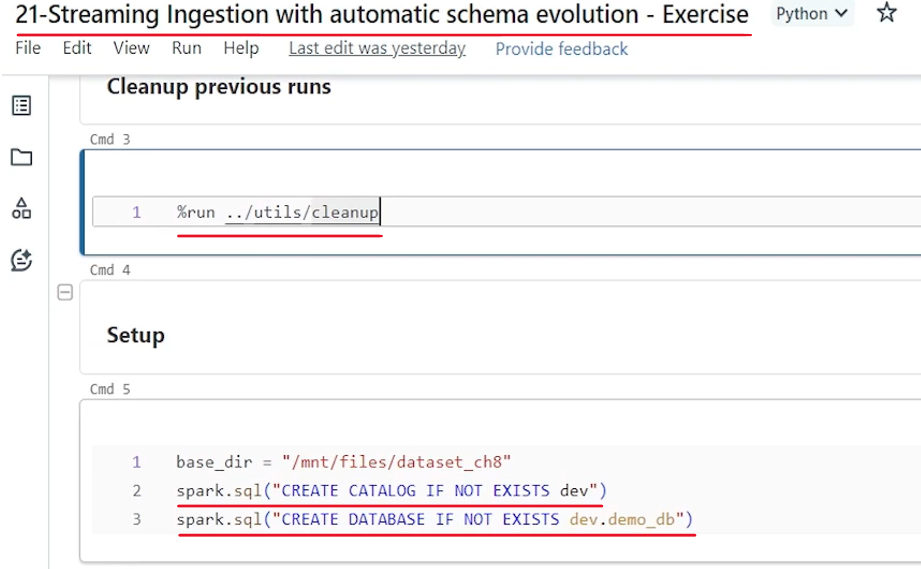 21-Streaming Ingestion with automatic schema evolution - Exercise Python
File Edit View Run Help Last edit was yesterday Provide feedback
Cleanup previous runs
Cmd 3
1 %run ../utils/cleanup
Cmd 4
Setup
Cmd 5
1 base_dir = "/mnt/files/dataset_ch8"
2 spark.sql("CREATE CATALOG IF NOT EXISTS dev")
3 spark.sql("CREATE DATABASE IF NOT EXISTS dev.demo_db")